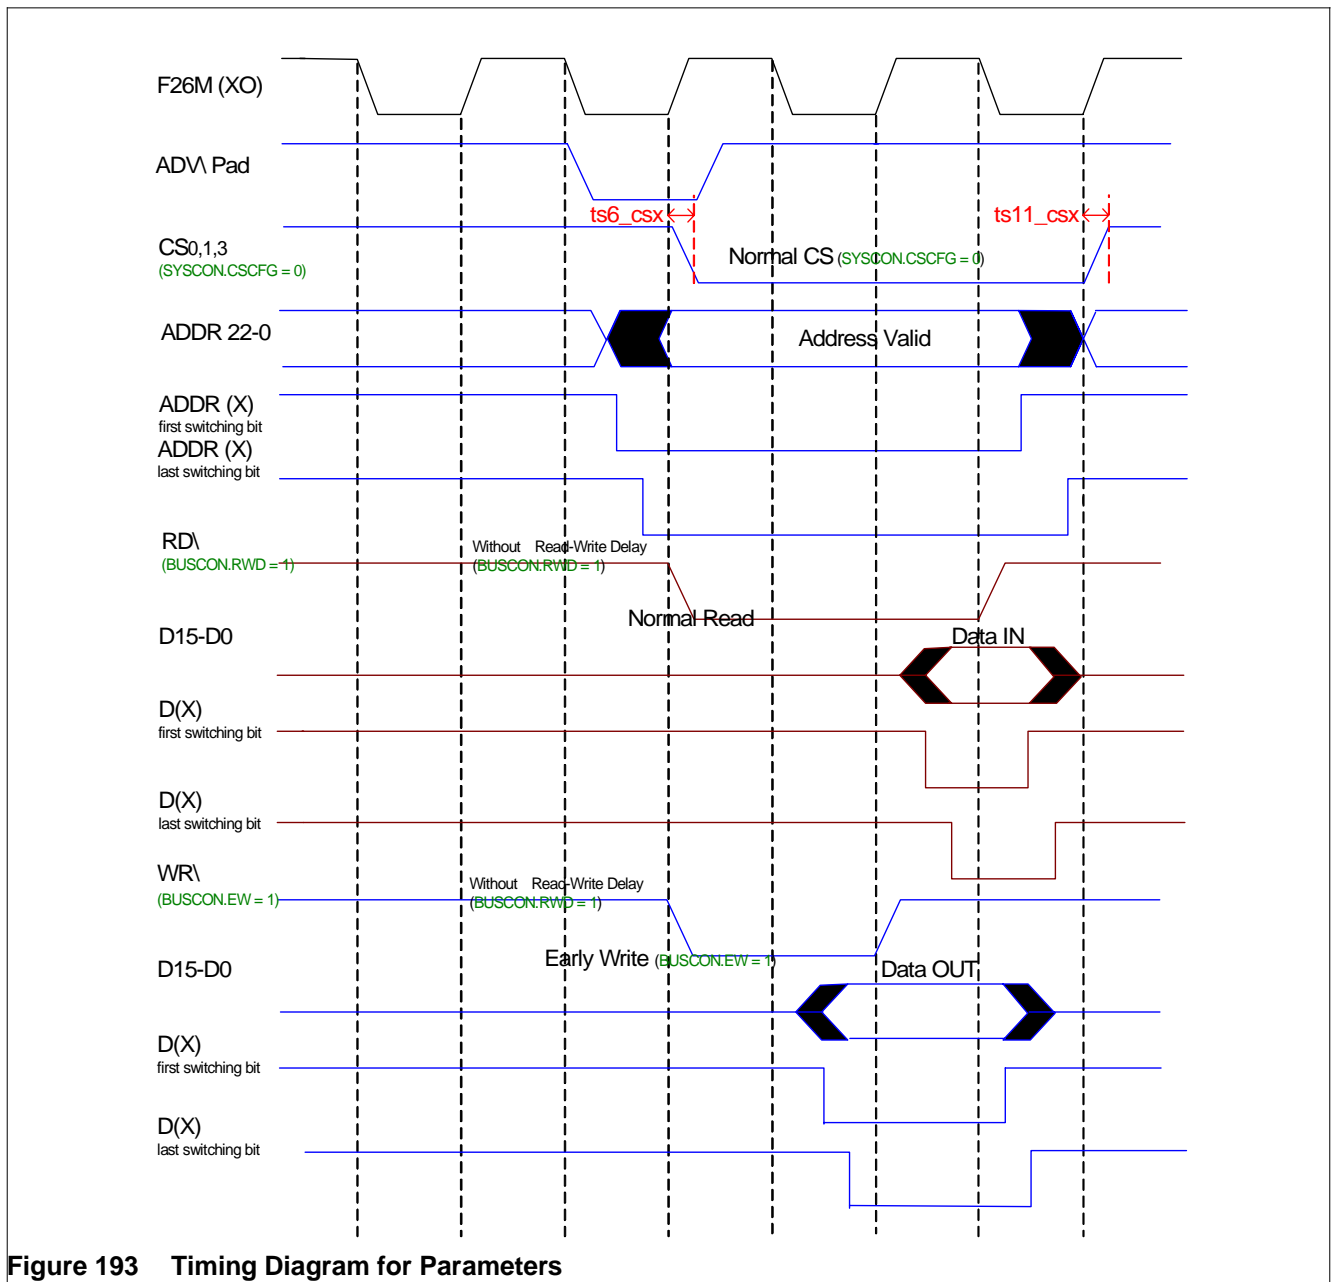 F26M (XO)
ADV\ Pad
ts6_csx
ts11_csx
CS0,1,3
(SYSCON.CSCFG = 0)
Normal CS (SYSCON.CSCFG = 0)
ADDR 22-0
Address Valid
ADDR (X)
first switching bit
ADDR (X)
last switching bit
RD\
(BUSCON.RWD = 1)
Without Read-Write Delay
(BUSCON.RWD = 1)
Normal Read
D15-D0
Data IN
D(X)
first switching bit
D(X)
last switching bit
WR\
(BUSCON.EW = 1)
Without Read-Write Delay
(BUSCON.RWD = 1)
Early Write (BUSCON.EW = 1)
D15-D0
Data OUT
D(X)
first switching bit
D(X)
last switching bit
Figure 193 Timing Diagram for Parameters